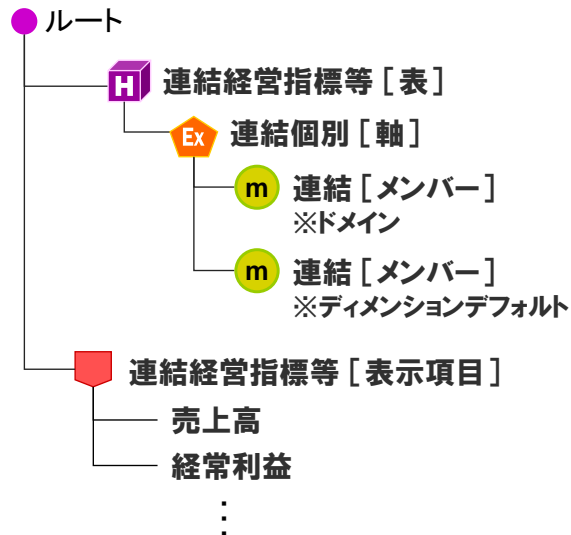 ルート
H 連結経営指標等［表］
Ex 連結個別［軸］
m 連結［メンバー］
※ドメイン
m 連結［メンバー］
※ディメンションデフォルト
連結経営指標等［表示項目］
売上高
経常利益
⋮